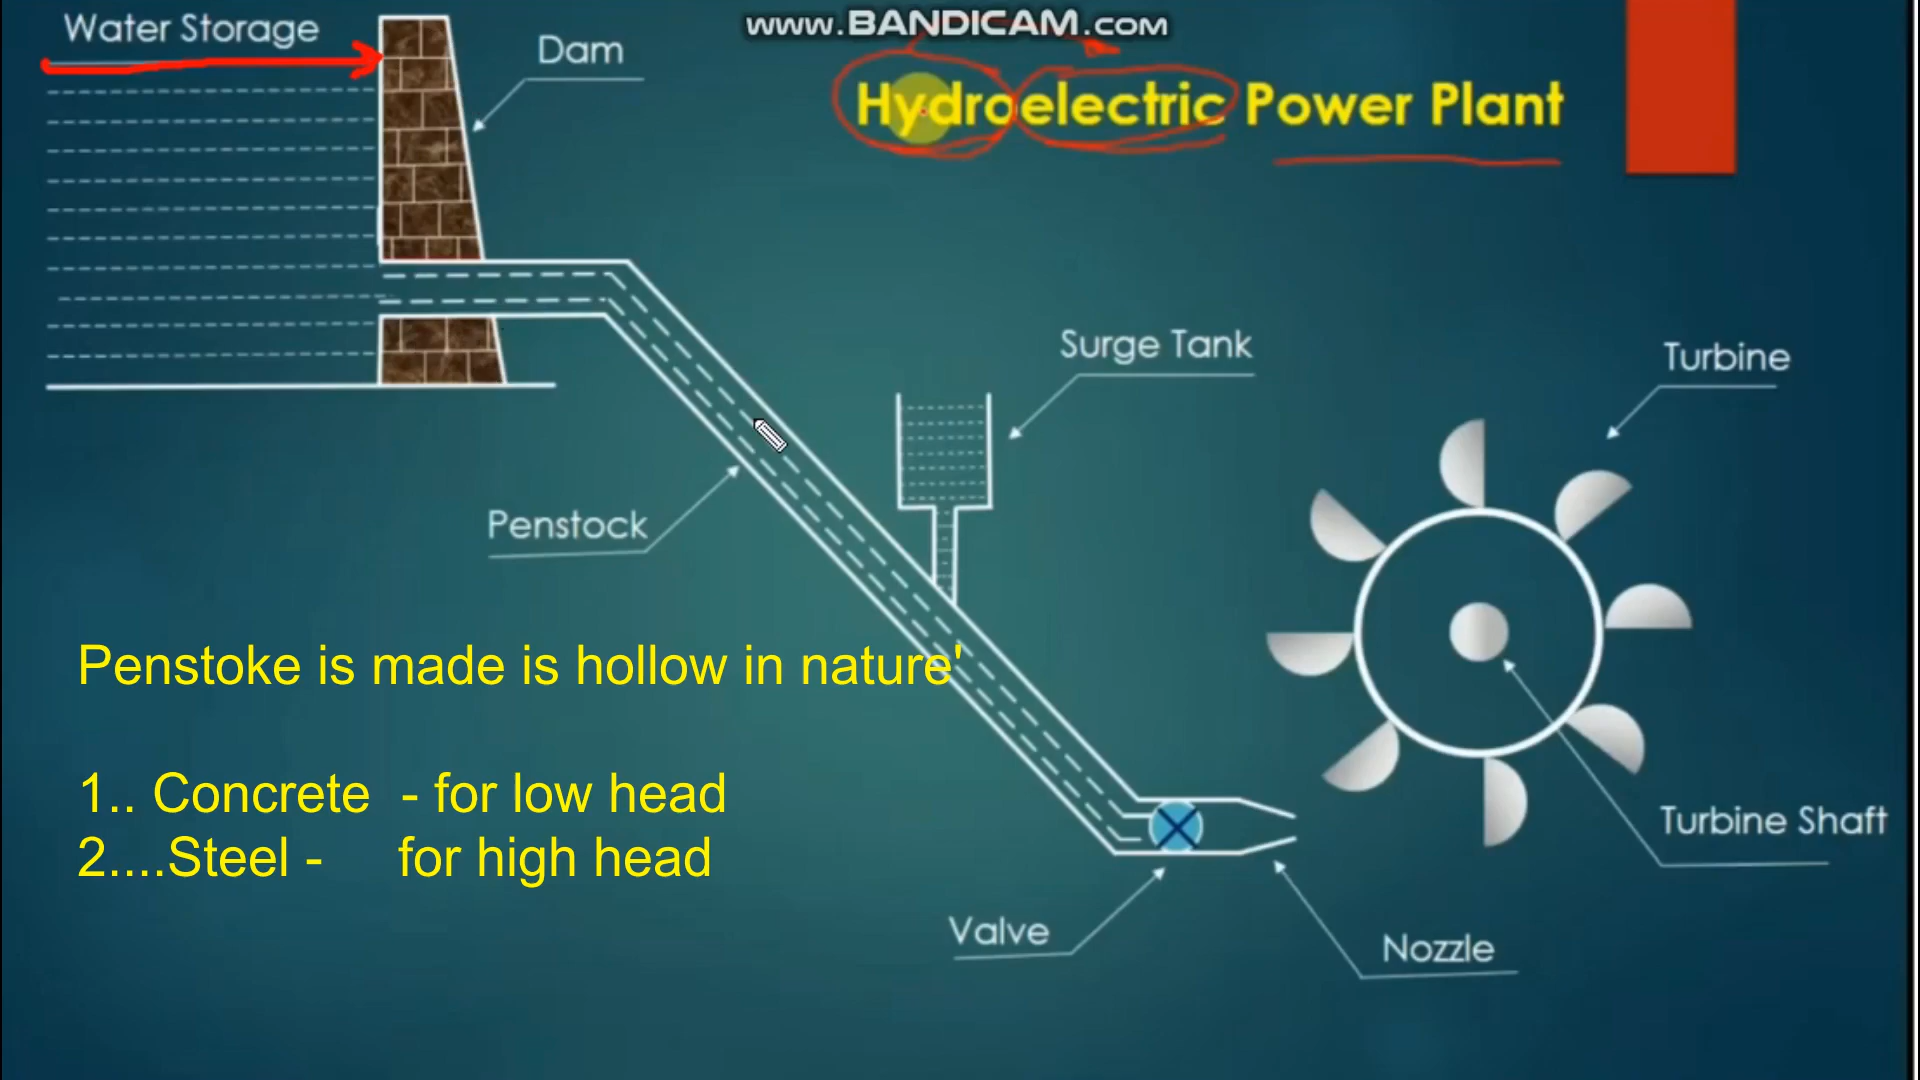 Water Storage
www.BANDICAM.com
Dam
Hydroelectric Power Plant
Surge Tank
Turbine
Penstock
Penstoke is made is hollow in nature'
1.. Concrete - for low head
2....Steel - for high head
Turbine Shaft
Valve
Nozzle